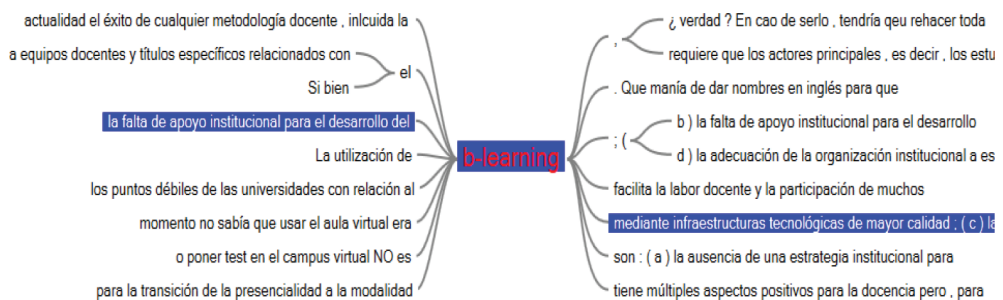 actualidad el éxito de cualquier metodología docente , inlcuida la
a equipos docentes y títulos específicos relacionados con
Si bien
el
la falta de apoyo institucional para el desarrollo del
La utilización de
los puntos débiles de las universidades con relación al
momento no sabía que usar el aula virtual era
o poner test en el campus virtual NO es
para la transición de la presencialidad a la modalidad
b-learning
,
¿ verdad ? En cao de serlo , tendría qeu rehacer toda
requiere que los actores principales , es decir , los estu
. Que manía de dar nombres en inglés para que
; (
b ) la falta de apoyo institucional para el desarrollo
d ) la adecuación de la organización institucional a es
facilita la labor docente y la participación de muchos
mediante infraestructuras tecnológicas de mayor calidad ; ( c ) la
son : ( a ) la ausencia de una estrategia institucional para
tiene múltiples aspectos positivos para la docencia pero , para